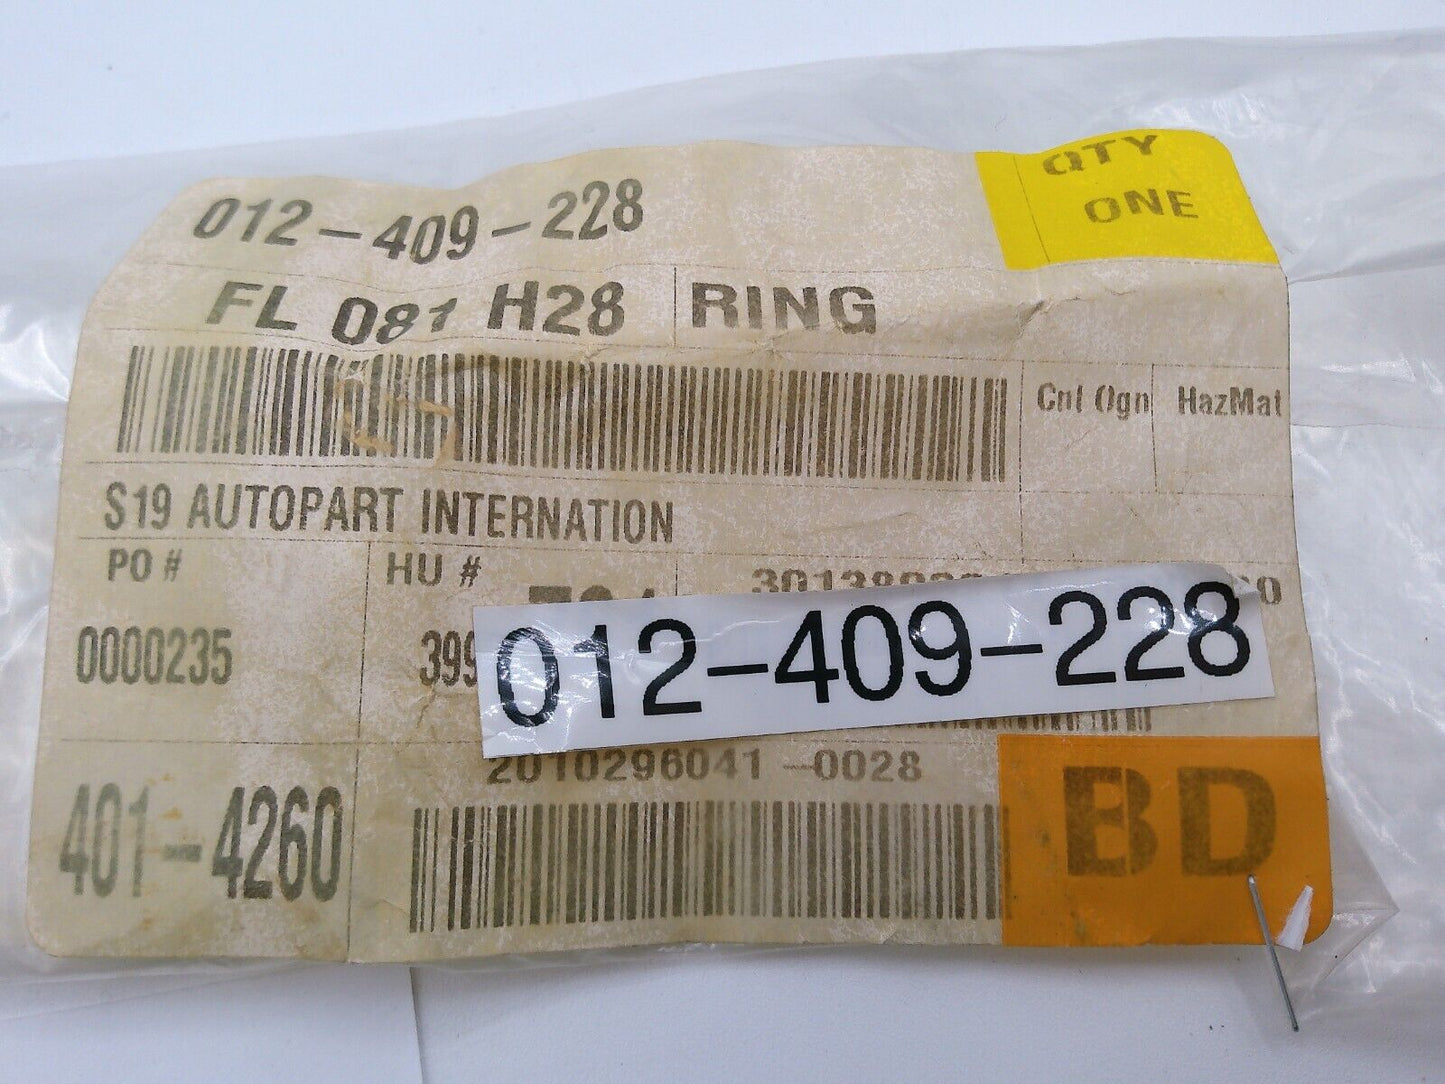 QTY
ONE
012-409-228
FL 081 H28 RING
Cnt Ogn HazMat
S19 AUTOPART INTERNATION
PO # HU #
0000235
012-409-228
2010296041-0028
401-4260
BD